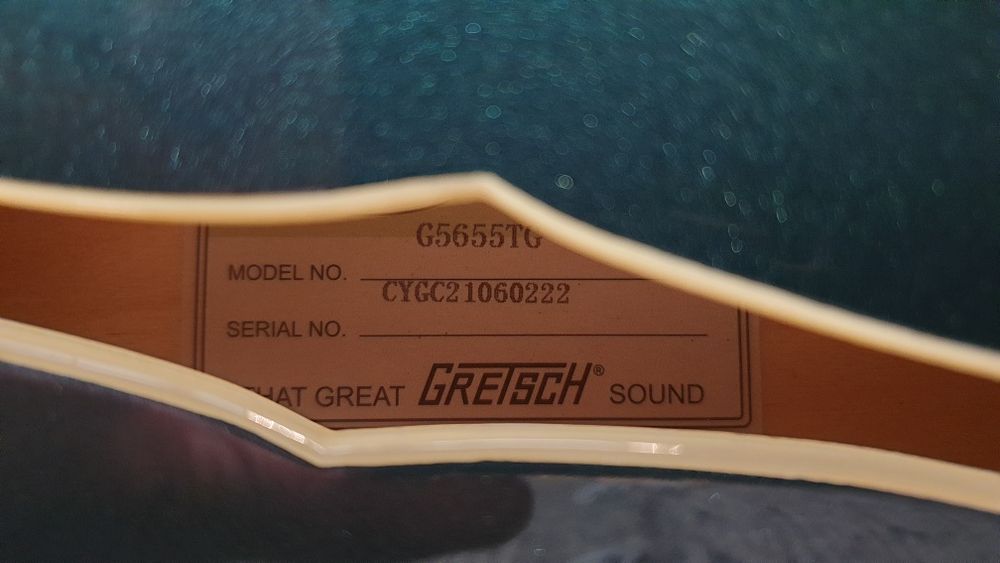 G5655TG
MODEL NO.
CYGC21060222
SERIAL NO.
THAT GREAT GRETSCH® SOUND